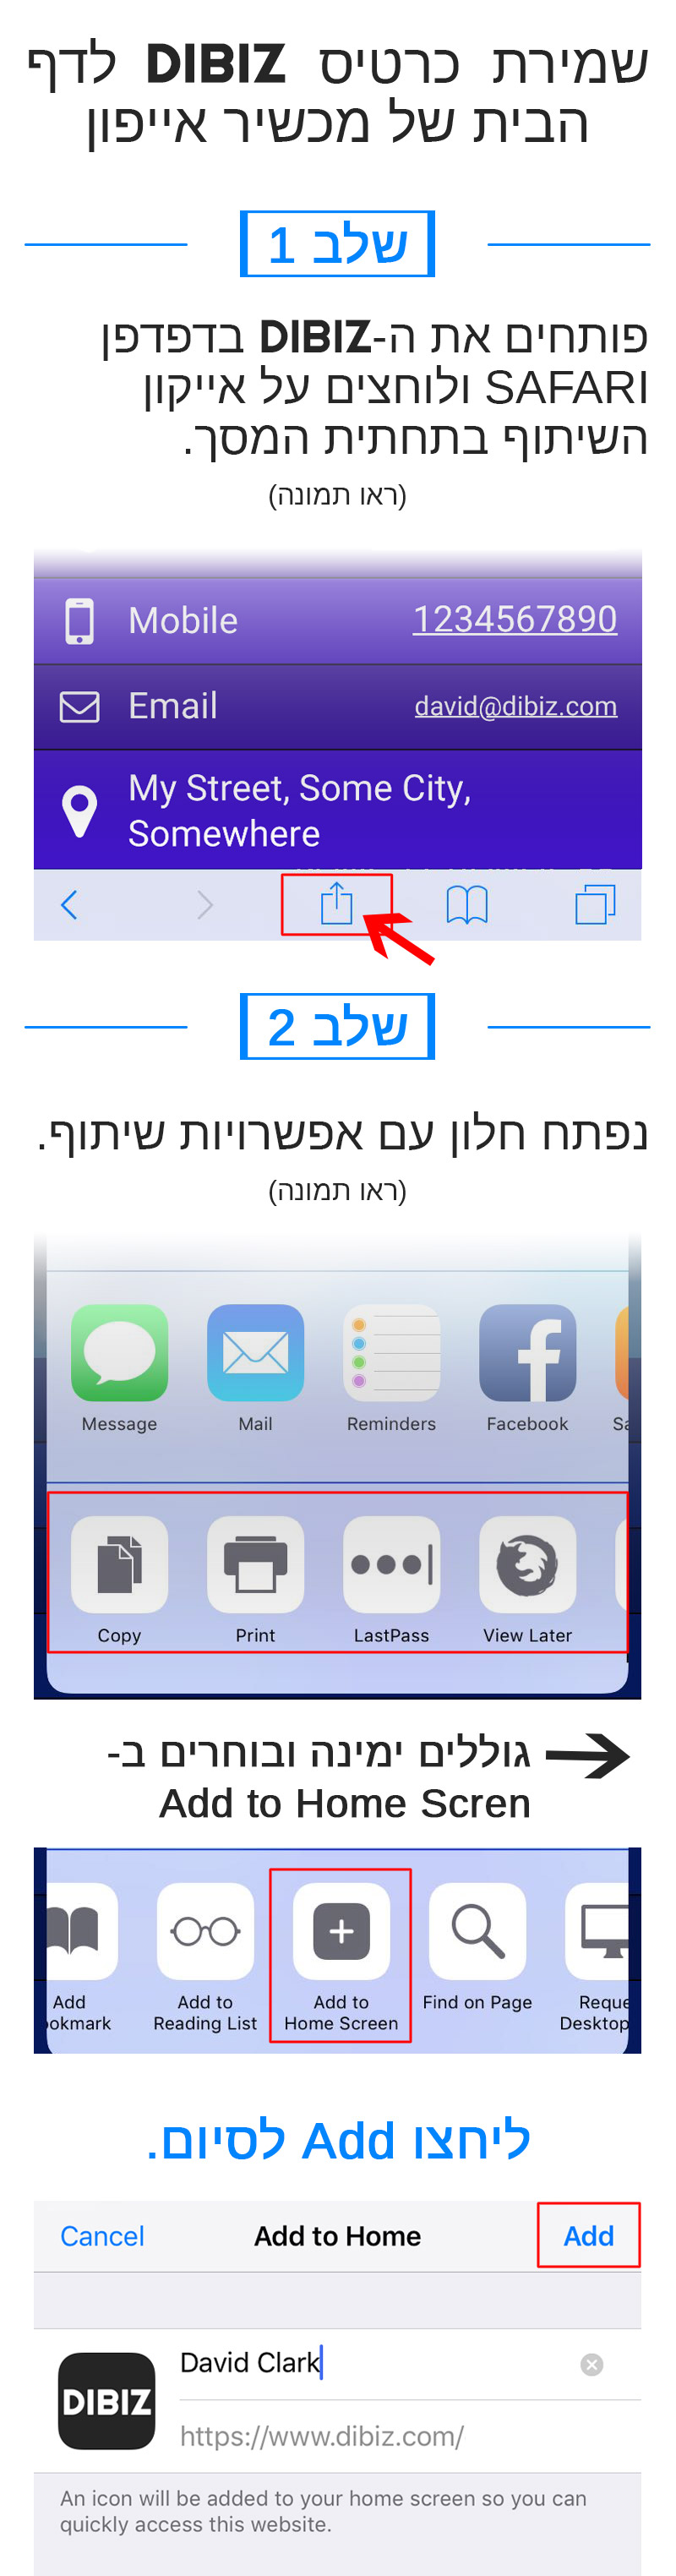 שמירת כרטיס DIBIZ לדף
הבית של מכשיר אייפון
שלב 1
פותחים את ה-DIBIZ בדפדפן
SAFARI ולוחצים על אייקון
השיתוף בתחתית המסך.
(ראו תמונה)
Mobile 1234567890
Email david@dibiz.com
My Street, Some City,
Somewhere
שלב 2
נפתח חלון עם אפשרויות שיתוף.
(ראו תמונה)
Message Mail Reminders Facebook Sa
Copy Print LastPass View Later
גוללים ימינה ובוחרים ב-
Add to Home Scren
Add Add to Add to Find on Page Reque
okmark Reading List Home Screen Desktop
ליחצו Add לסיום.
Cancel Add to Home Add
David Clark
DIBIZ
https://www.dibiz.com/
An icon will be added to your home screen so you can
quickly access this website.